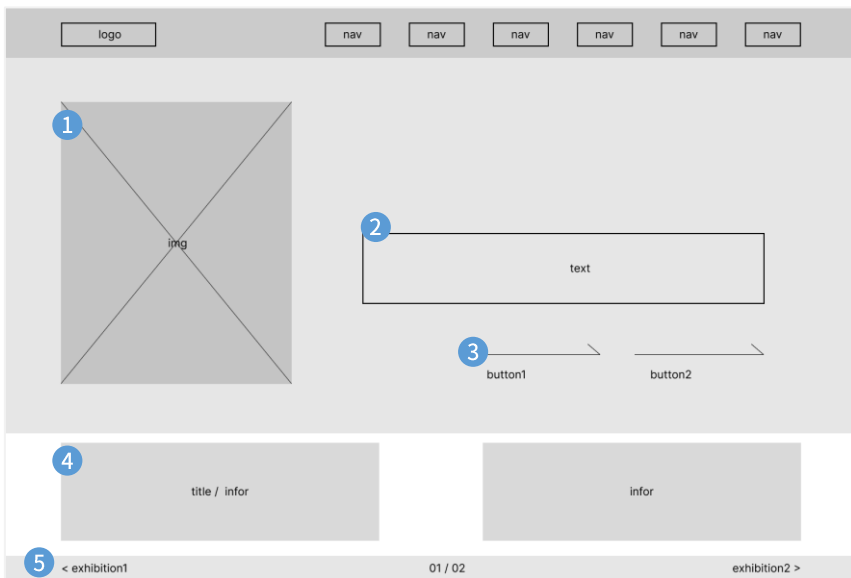 logo nav nav nav nav nav nav
1
img
2
text
3
button1 button2
4
title / infor infor
5 < exhibition1 01 / 02 exhibition2 >